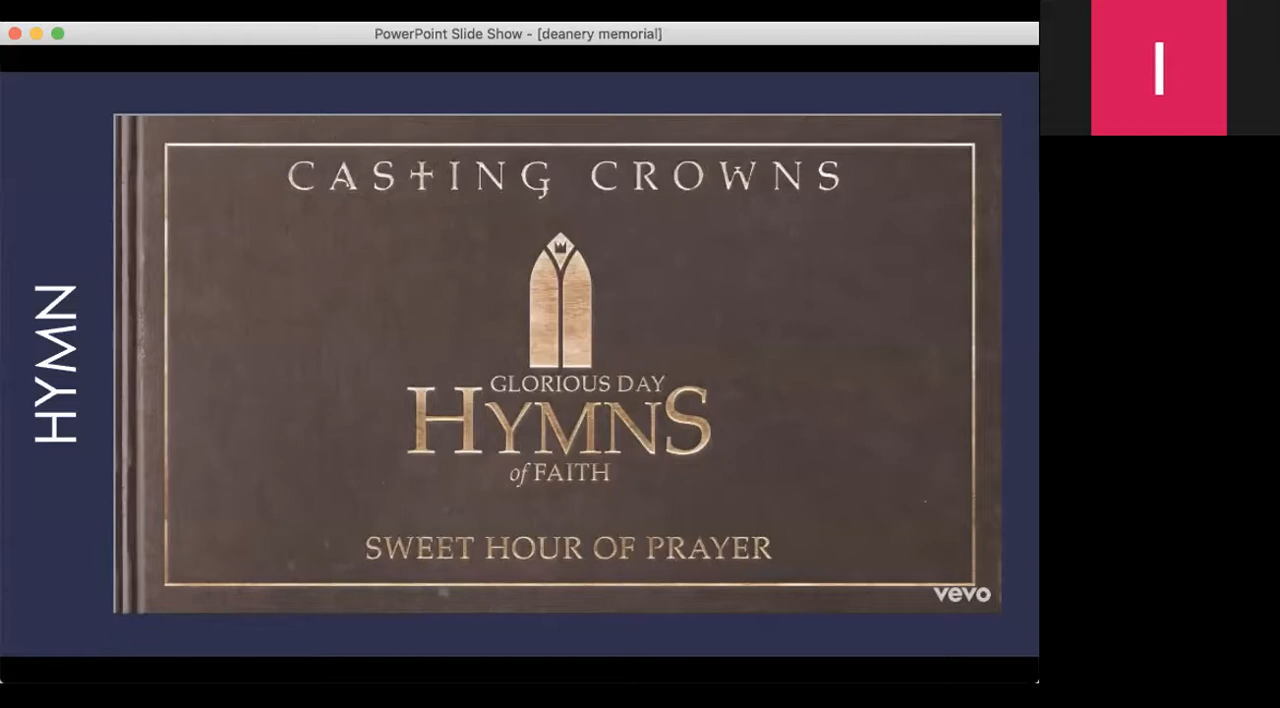 PowerPoint Slide Show - [deanery memorial]
I
HYMN
CASTING CROWNS
GLORIOUS DAY
HYMNS
of FAITH
SWEET HOUR OF PRAYER
vevo